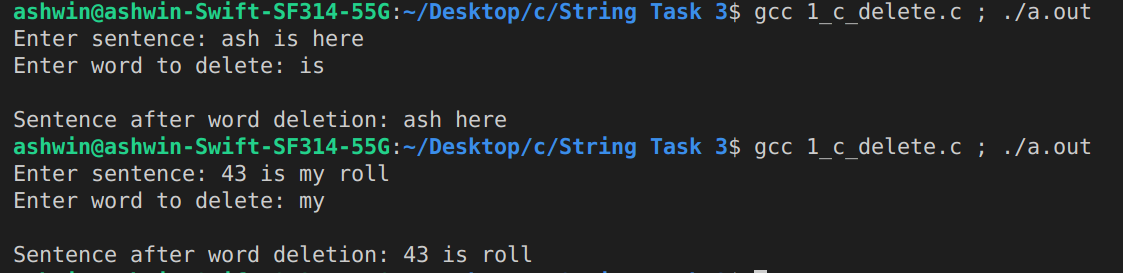 ashwin@ashwin-Swift-SF314-55G:~/Desktop/c/String Task 3$ gcc 1_c_delete.c ; ./a.out
Enter sentence: ash is here
Enter word to delete: is

Sentence after word deletion: ash here
ashwin@ashwin-Swift-SF314-55G:~/Desktop/c/String Task 3$ gcc 1_c_delete.c ; ./a.out
Enter sentence: 43 is my roll
Enter word to delete: my

Sentence after word deletion: 43 is roll